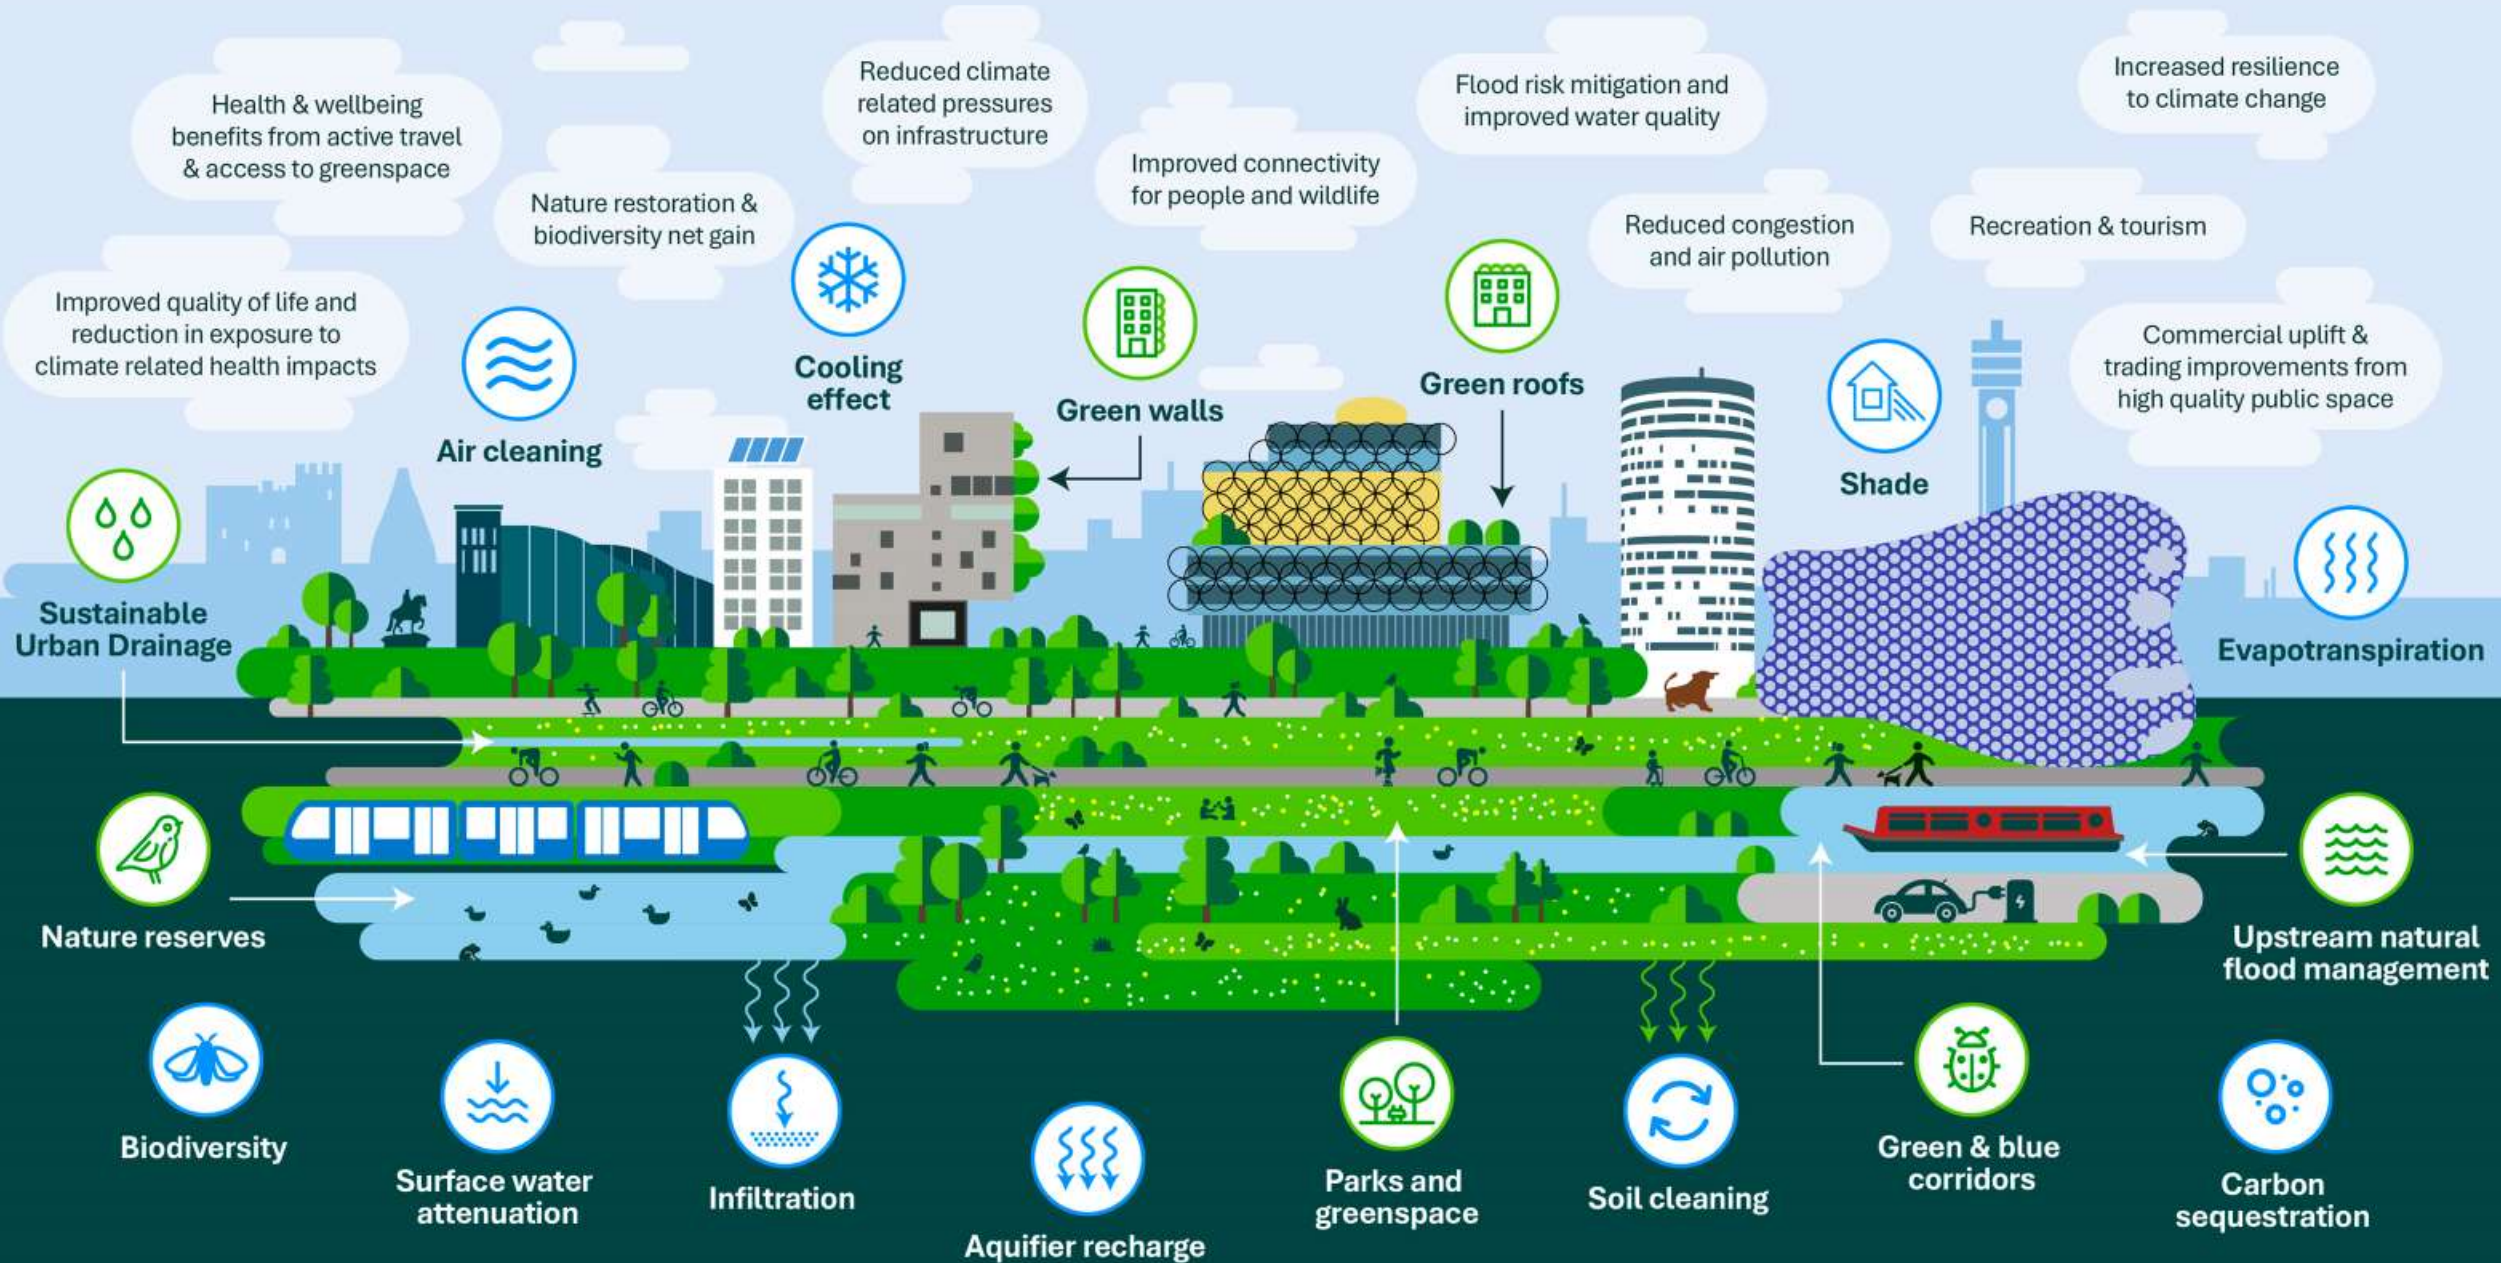 Health & wellbeing
benefits from active travel
& access to greenspace
Reduced climate
related pressures
on infrastructure
Flood risk mitigation and
improved water quality
Increased resilience
to climate change
Nature restoration &
biodiversity net gain
Improved connectivity
for people and wildlife
Reduced congestion
and air pollution
Recreation & tourism
Improved quality of life and
reduction in exposure to
climate related health impacts
Commercial uplift &
trading improvements from
high quality public space
Air cleaning
Cooling
effect
Green walls
Green roofs
Shade
Sustainable
Urban Drainage
Evapotranspiration
Nature reserves
Upstream natural
flood management
Biodiversity
Surface water
attenuation
Infiltration
Aquifier recharge
Parks and
greenspace
Soil cleaning
Green & blue
corridors
Carbon
sequestration